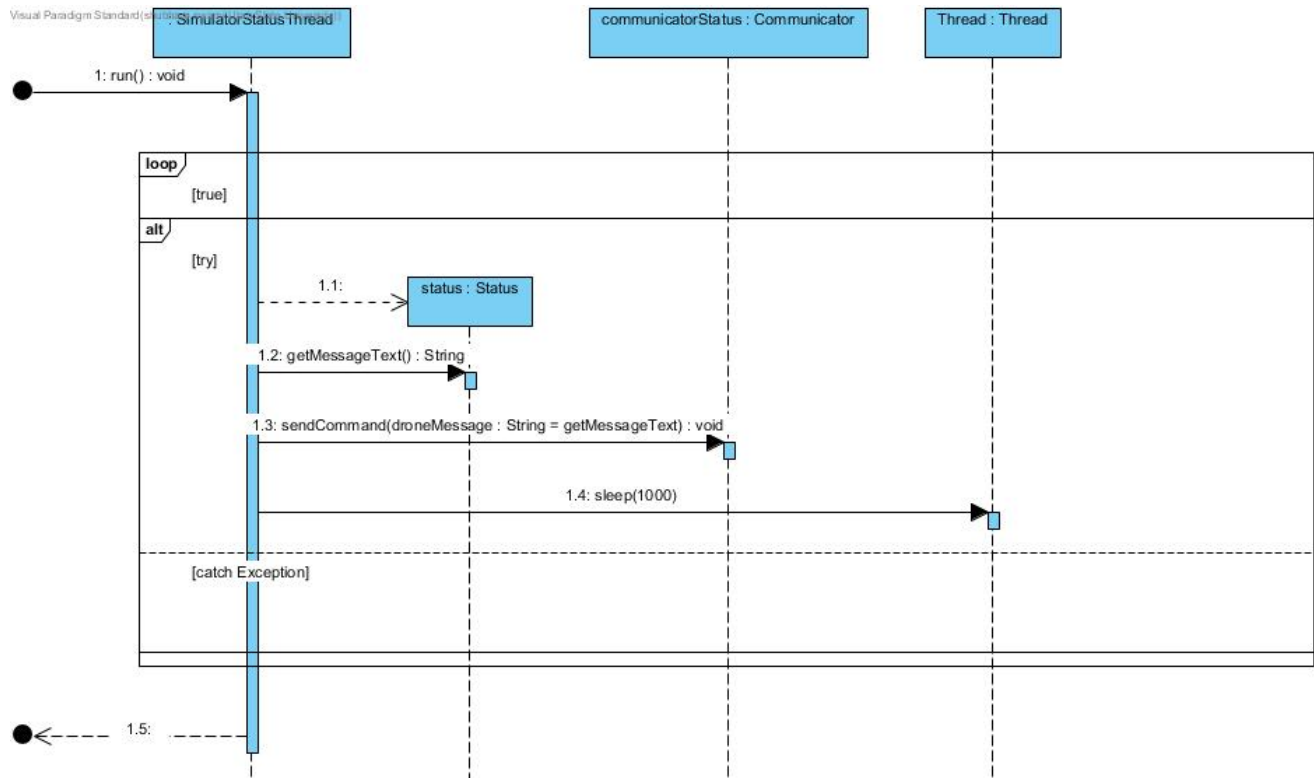 Visual Paradigm Standard
: SimulatorStatusThread
communicatorStatus : Communicator
Thread : Thread
1: run() : void
loop
[true]
alt
[try]
1.1:
status : Status
1.2: getMessageText() : String
1.3: sendCommand(droneMessage : String = getMessageText) : void
1.4: sleep(1000)
[catch Exception]
1.5: